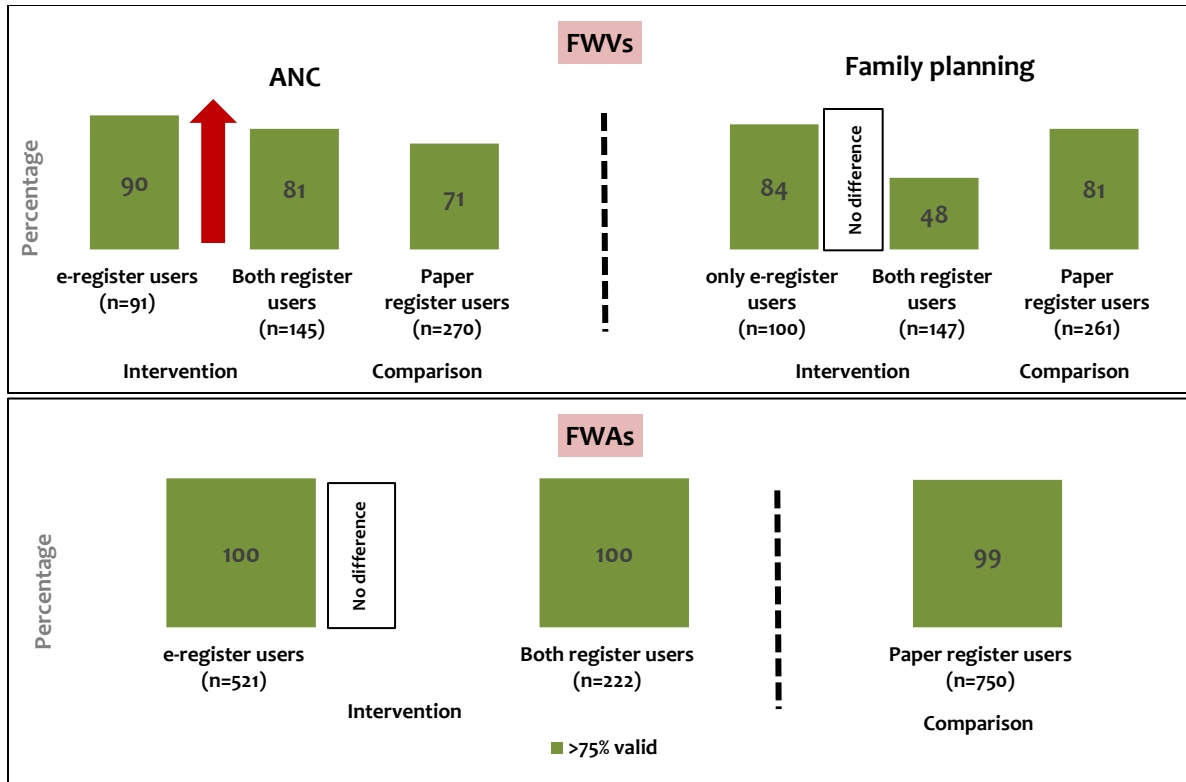 FWVs
ANC
Percentage
90
81
71
e-register users
(n=91)
Both register
users
(n=145)
Paper
register users
(n=270)
Intervention
Comparison
Family planning
84
No difference
48
81
only e-register
users
(n=100)
Both register
users
(n=147)
Paper
register users
(n=261)
Intervention
Comparison
FWAs
Percentage
100
No difference
100
99
e-register users
(n=521)
Both register users
(n=222)
Paper register users
(n=750)
Intervention
Comparison
>75% valid